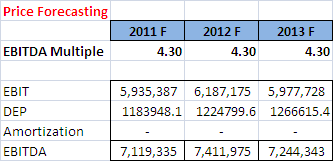 Price Forecasting
2011 F 2012 F 2013 F
EBITDA Multiple 4.30 4.30 4.30
EBIT 5,935,387 6,187,175 5,977,728
DEP 1183948.1 1224799.6 1266615.4
Amortization - - -
EBITDA 7,119,335 7,411,975 7,244,343